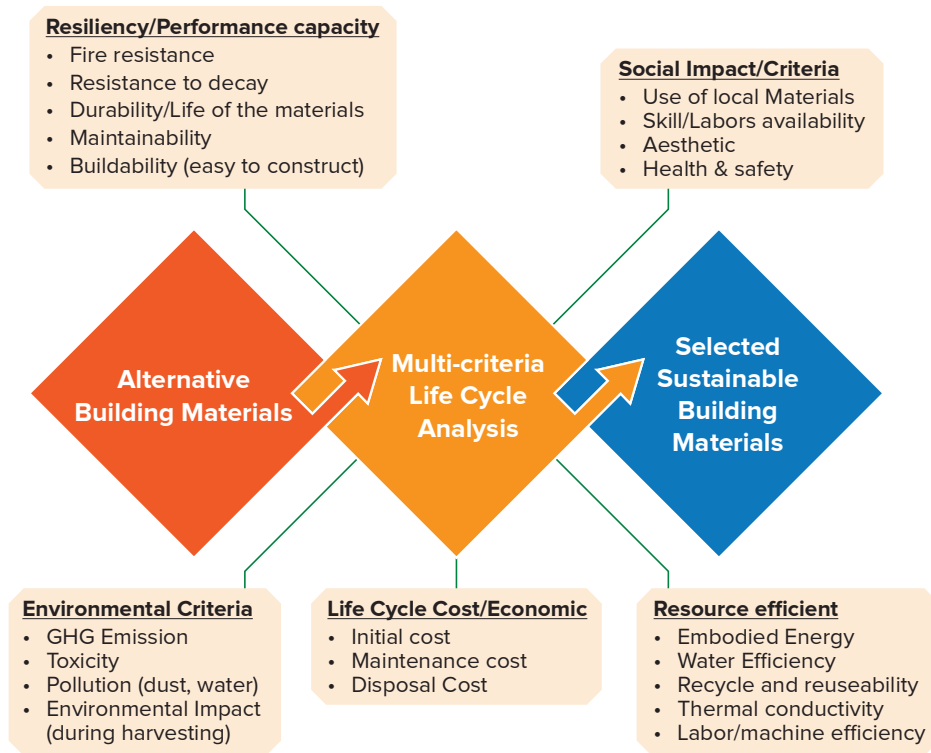 Resiliency/Performance capacity
• Fire resistance
• Resistance to decay
• Durability/Life of the materials
• Maintainability
• Buildability (easy to construct)
Social Impact/Criteria
• Use of local Materials
• Skill/Labors availability
• Aesthetic
• Health & safety
Alternative
Building Materials
Multi-criteria
Life Cycle
Analysis
Selected
Sustainable
Building
Materials
Environmental Criteria
• GHG Emission
• Toxicity
• Pollution (dust, water)
• Environmental Impact
(during harvesting)
Life Cycle Cost/Economic
• Initial cost
• Maintenance cost
• Disposal Cost
Resource efficient
• Embodied Energy
• Water Efficiency
• Recycle and reuseability
• Thermal conductivity
• Labor/machine efficiency